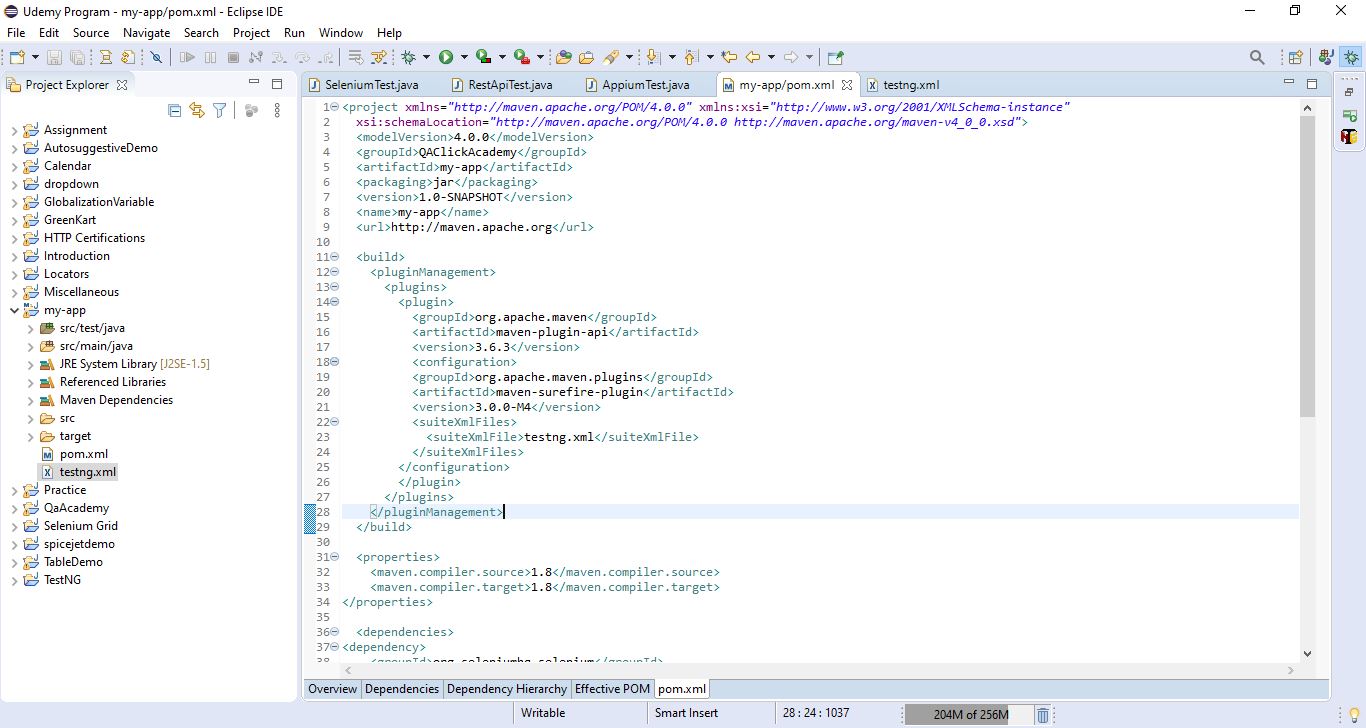 Udemy Program - my-app/pom.xml - Eclipse IDE
File Edit Source Navigate Search Project Run Window Help
Project Explorer
SeleniumTest.java RestApiTest.java AppiumTest.java my-app/pom.xml testng.xml
Assignment
AutosuggestiveDemo
Calendar
dropdown
GlobalizationVariable
GreenKart
HTTP Certifications
Introduction
Locators
Miscellaneous
my-app
src/test/java
src/main/java
JRE System Library [J2SE-1.5]
Referenced Libraries
Maven Dependencies
src
target
pom.xml
testng.xml
Practice
QaAcademy
Selenium Grid
spicejetdemo
TableDemo
TestNG
1 <project xmlns="http://maven.apache.org/POM/4.0.0" xmlns:xsi="http://www.w3.org/2001/XMLSchema-instance"
2 xsi:schemaLocation="http://maven.apache.org/POM/4.0.0 http://maven.apache.org/maven-v4_0_0.xsd">
3 <modelVersion>4.0.0</modelVersion>
4 <groupId>QAClickAcademy</groupId>
5 <artifactId>my-app</artifactId>
6 <packaging>jar</packaging>
7 <version>1.0-SNAPSHOT</version>
8 <name>my-app</name>
9 <url>http://maven.apache.org</url>
10
11 <build>
12 <pluginManagement>
13 <plugins>
14 <plugin>
15 <groupId>org.apache.maven</groupId>
16 <artifactId>maven-plugin-api</artifactId>
17 <version>3.6.3</version>
18 <configuration>
19 <groupId>org.apache.maven.plugins</groupId>
20 <artifactId>maven-surefire-plugin</artifactId>
21 <version>3.0.0-M4</version>
22 <suiteXmlFiles>
23 <suiteXmlFile>testng.xml</suiteXmlFile>
24 </suiteXmlFiles>
25 </configuration>
26 </plugin>
27 </plugins>
28 </pluginManagement>
29 </build>
30
31 <properties>
32 <maven.compiler.source>1.8</maven.compiler.source>
33 <maven.compiler.target>1.8</maven.compiler.target>
34 </properties>
35
36 <dependencies>
37 <dependency>
38 <groupId>org.seleniumhq.selenium</groupId>
Overview Dependencies Dependency Hierarchy Effective POM pom.xml
Writable Smart Insert 28 : 24 : 1037 204M of 256M